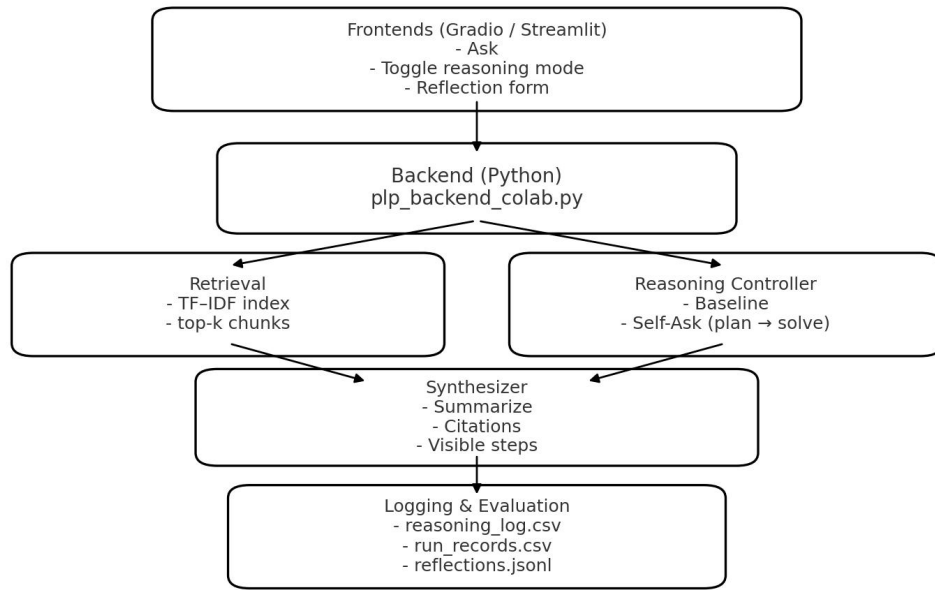 Frontends (Gradio / Streamlit)
- Ask
- Toggle reasoning mode
- Reflection form
Backend (Python)
plp_backend_colab.py
Retrieval
- TF–IDF index
- top-k chunks
Reasoning Controller
- Baseline
- Self-Ask (plan → solve)
Synthesizer
- Summarize
- Citations
- Visible steps
Logging & Evaluation
- reasoning_log.csv
- run_records.csv
- reflections.jsonl